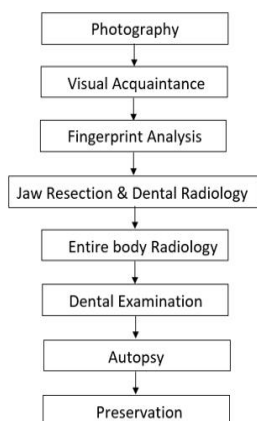 Photography
Visual Acquaintance
Fingerprint Analysis
Jaw Resection & Dental Radiology
Entire body Radiology
Dental Examination
Autopsy
Preservation